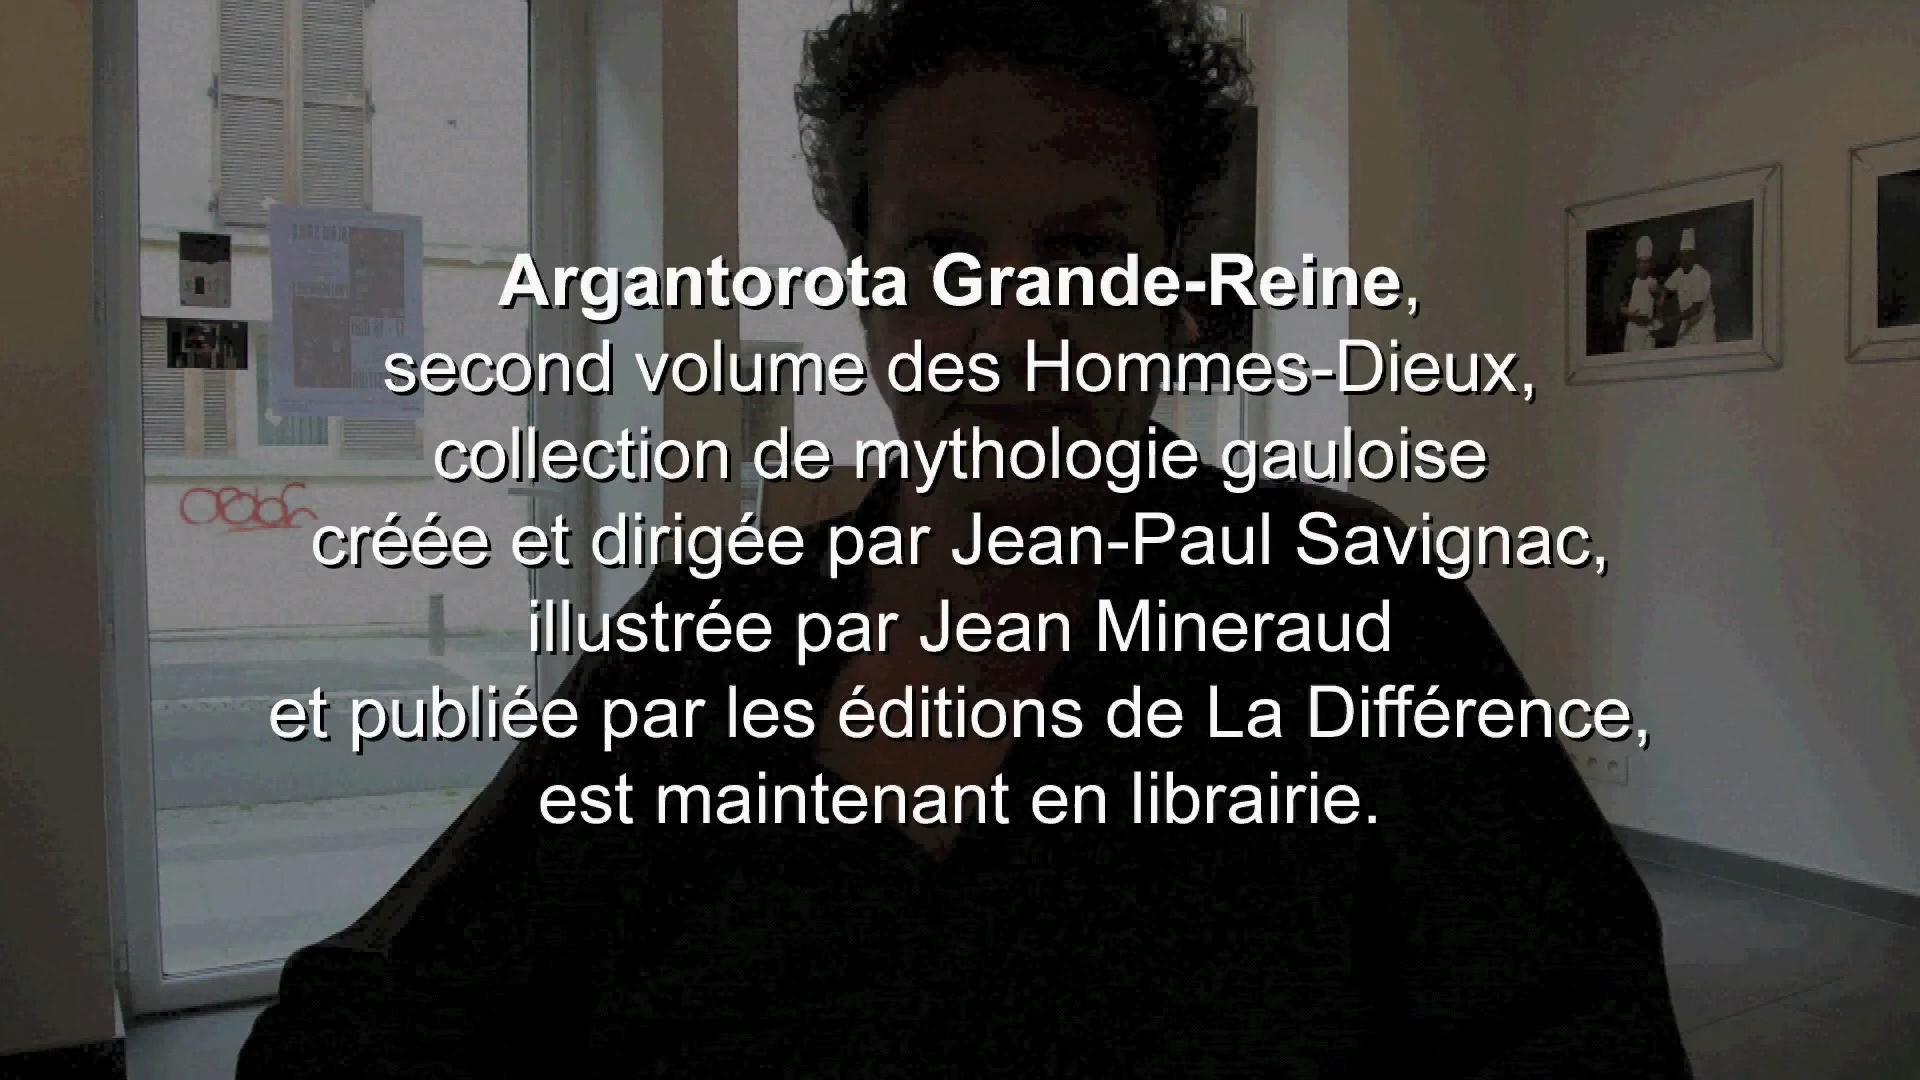 Argantorota Grande-Reine,
second volume des Hommes-Dieux,
collection de mythologie gauloise
créée et dirigée par Jean-Paul Savignac,
illustrée par Jean Mineraud
et publiée par les éditions de La Différence,
est maintenant en librairie.